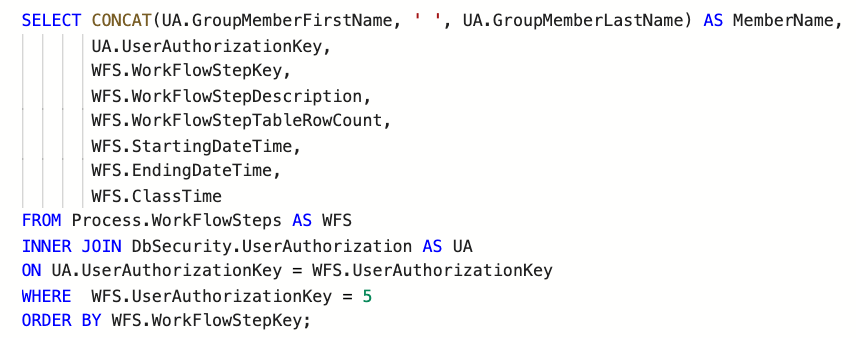 SELECT CONCAT(UA.GroupMemberFirstName, ' ', UA.GroupMemberLastName) AS MemberName,
UA.UserAuthorizationKey,
WFS.WorkFlowStepKey,
WFS.WorkFlowStepDescription,
WFS.WorkFlowStepTableRowCount,
WFS.StartingDateTime,
WFS.EndingDateTime,
WFS.ClassTime
FROM Process.WorkFlowSteps AS WFS
INNER JOIN DbSecurity.UserAuthorization AS UA
ON UA.UserAuthorizationKey = WFS.UserAuthorizationKey
WHERE  WFS.UserAuthorizationKey = 5
ORDER BY WFS.WorkFlowStepKey;